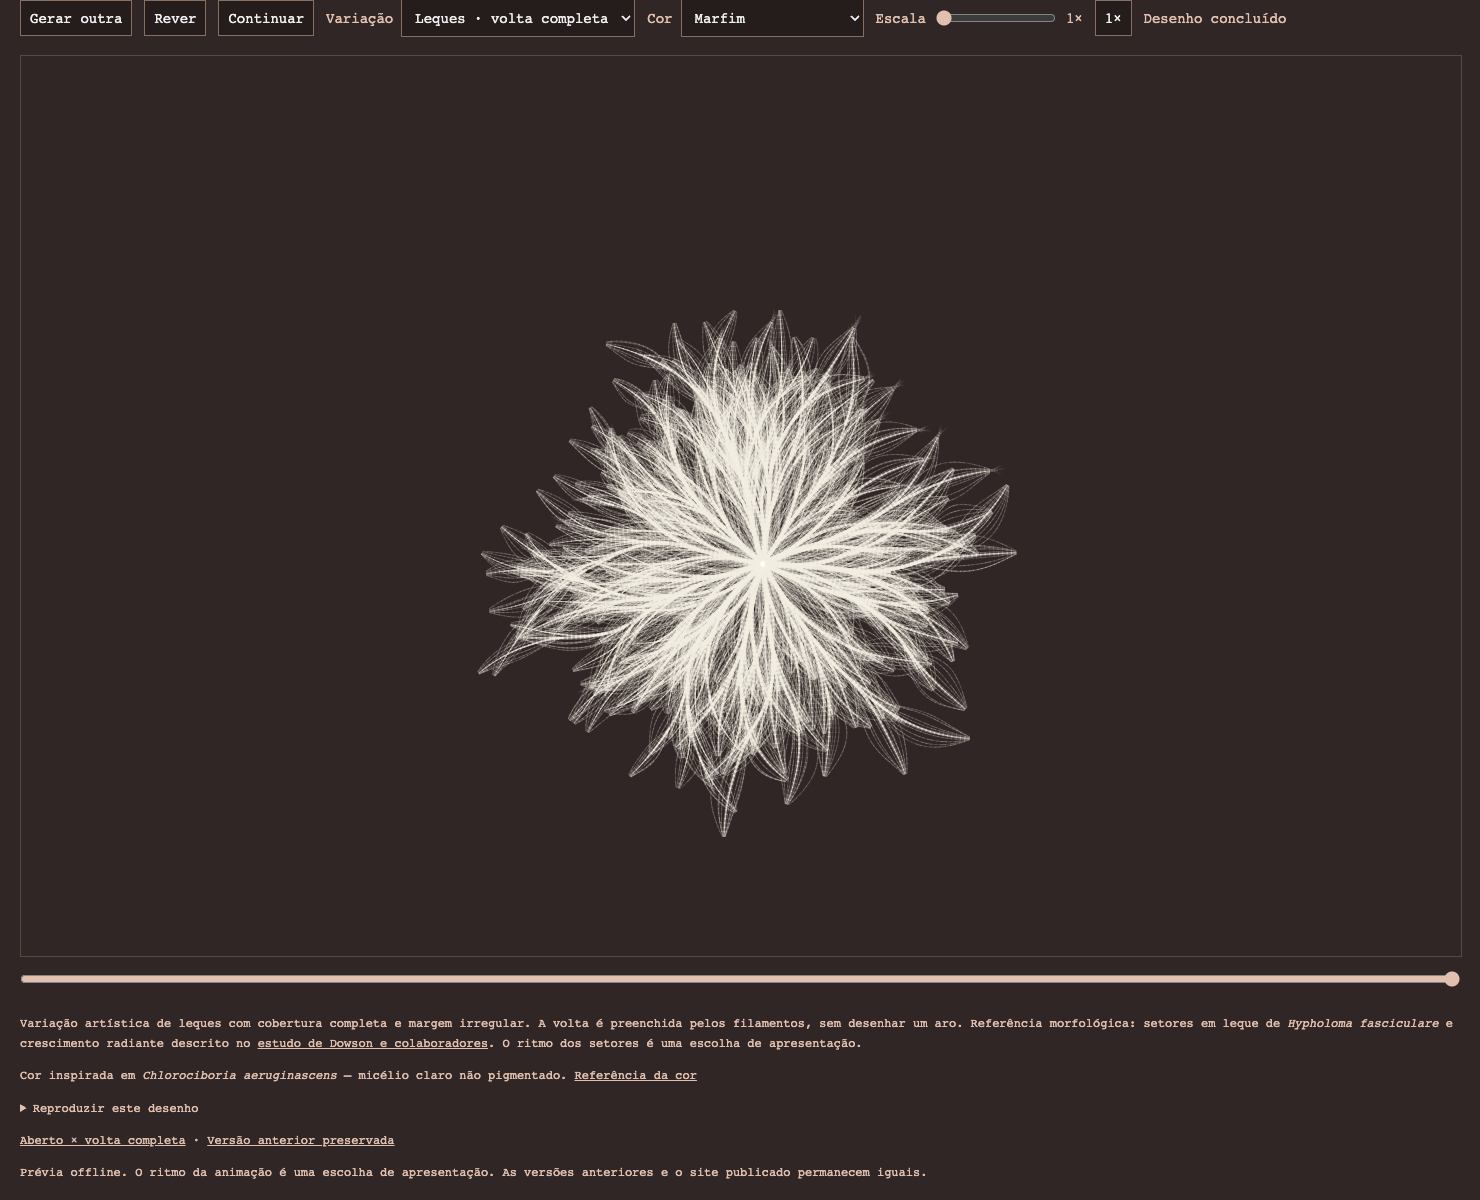 Gerar outra Rever Continuar Variação Leques · volta completa Cor Marfim Escala 1× 1× Desenho concluído
Variação artística de leques com cobertura completa e margem irregular. A volta é preenchida pelos filamentos, sem desenhar um aro. Referência morfológica: setores em leque de Hypholoma fasciculare e
crescimento radiante descrito no estudo de Dowson e colaboradores. O ritmo dos setores é uma escolha de apresentação.
Cor inspirada em Chlorociboria aeruginascens — micélio claro não pigmentado. Referência da cor
Reproduzir este desenho
Aberto × volta completa · Versão anterior preservada
Prévia offline. O ritmo da animação é uma escolha de apresentação. As versões anteriores e o site publicado permanecem iguais.